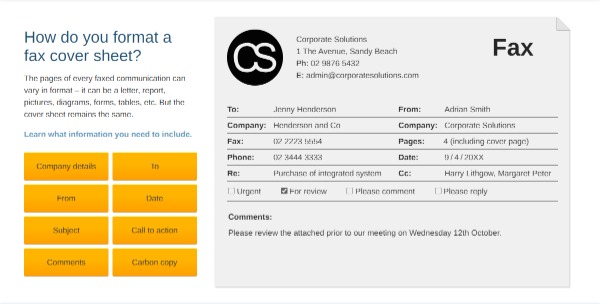 How do you format a
fax cover sheet?
The pages of every faxed communication can
vary in format – it can be a letter, report,
pictures, diagrams, forms, tables, etc. But the
cover sheet remains the same.
Learn what information you need to include.
Company details To
From Date
Subject Call to action
Comments Carbon copy
CS
Corporate Solutions
1 The Avenue, Sandy Beach
Ph: 02 9876 5432
E: admin@corporatesolutions.com
Fax
To: Jenny Henderson From: Adrian Smith
Company: Henderson and Co Company: Corporate Solutions
Fax: 02 2223 5554 Pages: 4 (including cover page)
Phone: 02 3444 3333 Date: 9 / 4 / 20XX
Re: Purchase of integrated system Cc: Harry Lithgow, Margaret Peter
Urgent For review Please comment Please reply
Comments:
Please review the attached prior to our meeting on Wednesday 12th October.